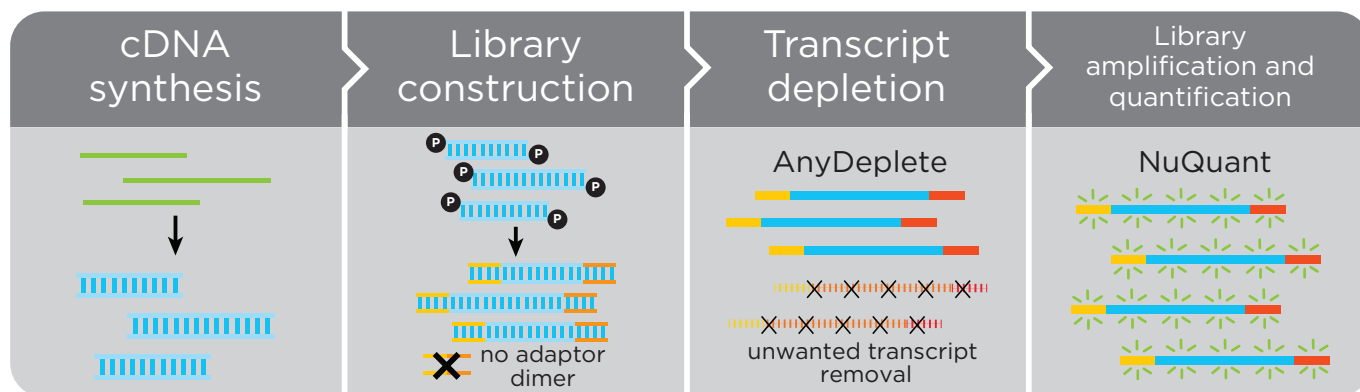 cDNA
synthesis
Library
construction
Transcript
depletion
Library
amplification and
quantification
P
P
P
P
P
P
no adaptor
dimer
AnyDeplete
unwanted transcript
removal
NuQuant